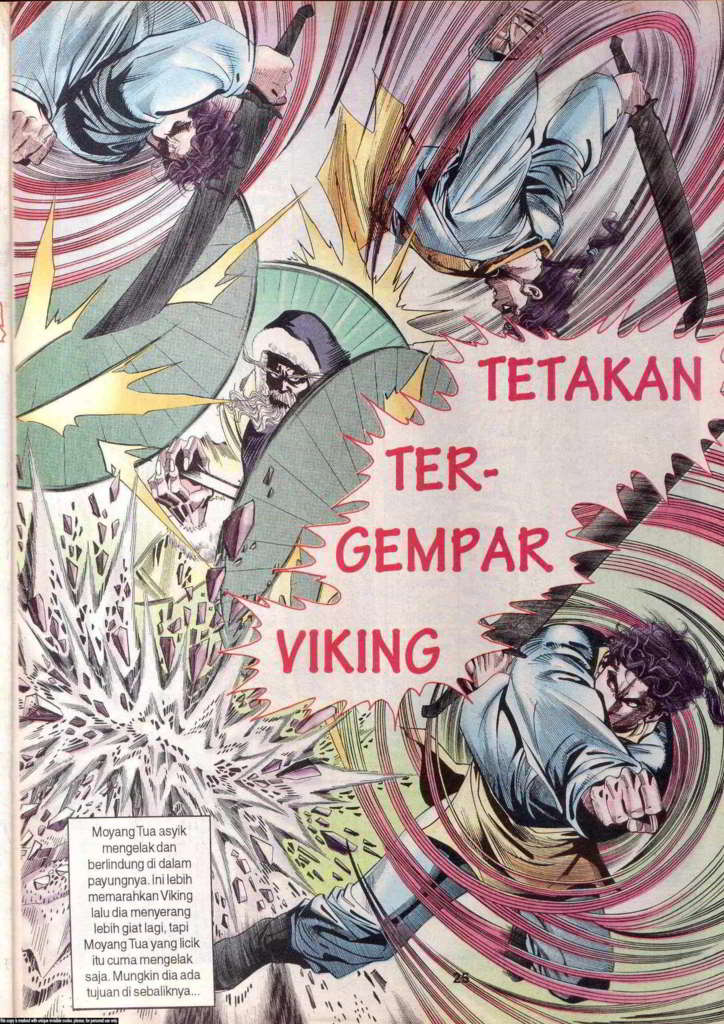 TETAKAN
TER-
GEMPAR
VIKING
Moyang Tua asyik
mengelak dan
berlindung di dalam
payungnya. Ini lebih
memarahkan Viking
lalu dia menyerang
lebih giat lagi, tapi
Moyang Tua yang licik
itu cuma mengelak
saja. Mungkin dia ada
tujuan di sebaliknya...